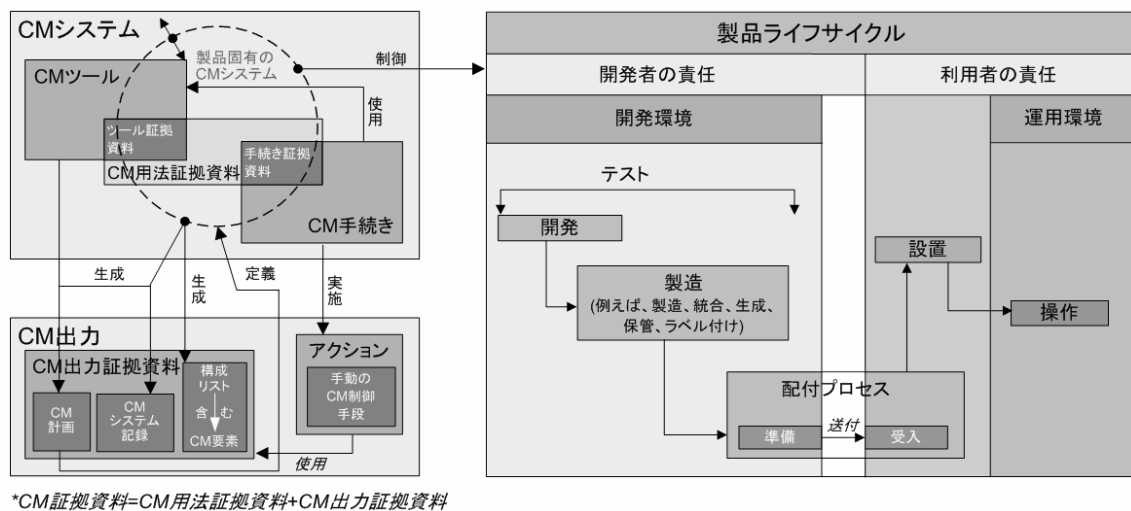 CMシステム
製品固有の
CMシステム
CMツール
制御
使用
ツール証拠
資料
手続き証拠
資料
CM用法証拠資料
CM手続き
生成
生成
定義
実施
CM出力
CM出力証拠資料
CM
計画
CM
システム
記録
構成
リスト
含む
CM要素
アクション
手動の
CM制御
手段
使用
*CM証拠資料=CM用法証拠資料+CM出力証拠資料
製品ライフサイクル
開発者の責任
利用者の責任
開発環境
運用環境
テスト
開発
製造
(例えば、製造、統合、生成、
保管、ラベル付け)
設置
操作
配付プロセス
準備
送付
受入